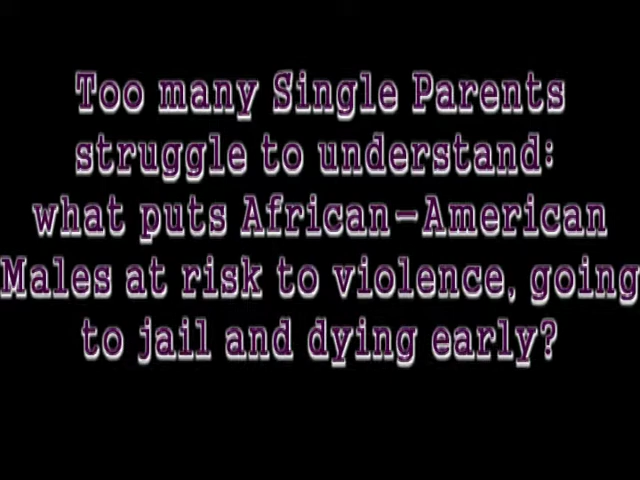 Too many Single Parents
struggle to understand:
what puts African-American
Males at risk to violence, going
to jail and dying early?